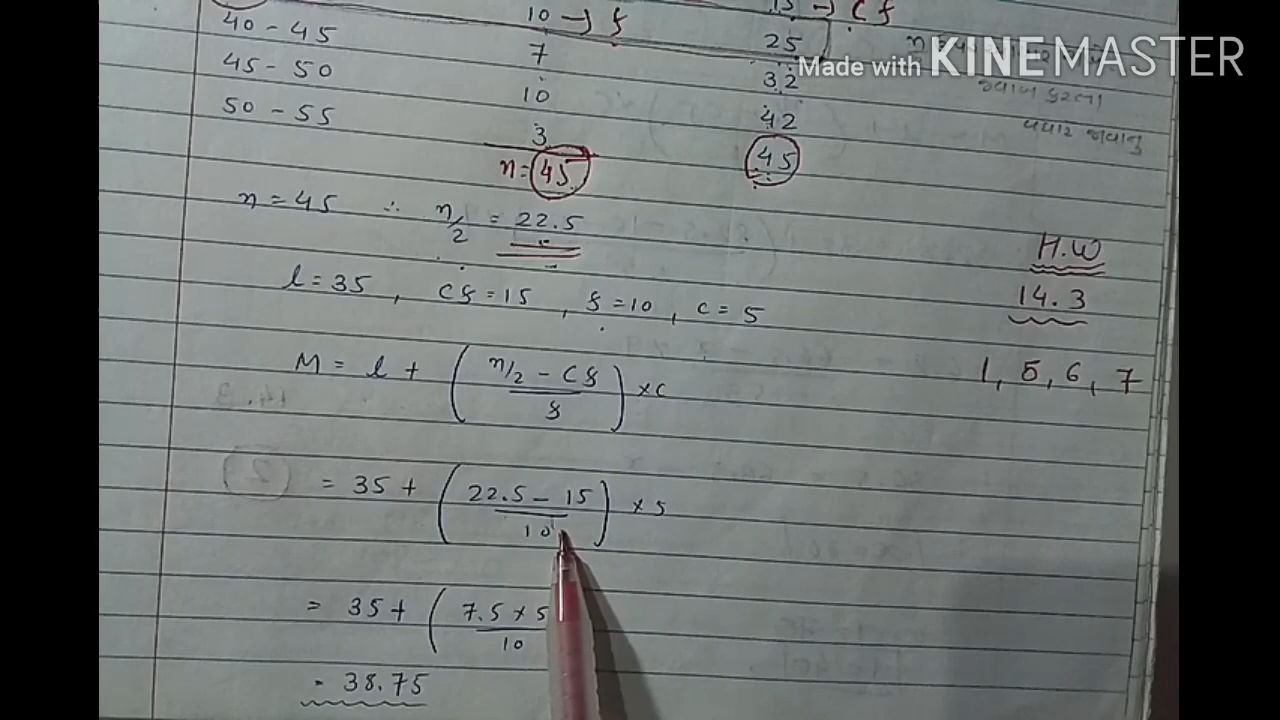 10 → f 15 → cf
40 - 45 7 25
45 - 50 10 32
50 - 55 3 42
n = 45 45
Made with KINEMASTER
જવાબ
n = 45 ∴ n/2 = 22.5
l = 35 , cf = 15 , f = 10 , c = 5
M = l + ( n/2 - cf / f ) × c
= 35 + ( 22.5 - 15 / 10 ) × 5
= 35 + ( 7.5 × 5 / 10
= 38.75
H.W
14.3
1, 5, 6, 7